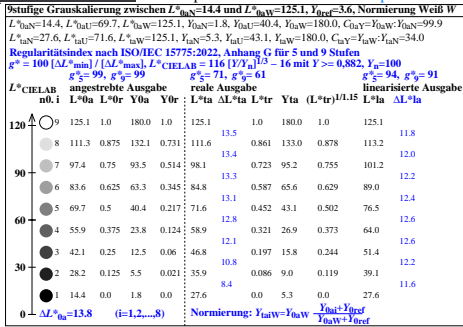 9stufige Grauskalierung zwischen L*0aN=14.4 und L*0aW=125.1, Y0ref=3.6, Normierung Weiß W
L*0aN=14.4, L*0aU=69.7, L*0aW=125.1, Y0aN=1.8, Y0aU=40.4, Y0aW=180.0, C0aY=Y0aW:Y0aN=99.9
L*taN=27.6, L*taU=71.6, L*taW=125.1, YtaN=5.3, YtaU=43.1, YtaW=180.0, CtaY=YtaW:YtaN=34.0
Regularitätsindex nach ISO/IEC 15775:2022, Anhang G für 5 und 9 Stufen
g* = 100 [ΔL*min] / [ΔL*max], L*CIELAB = 116 [Y/Yn]1/3 − 16 mit Y >= 0,882, Yn=100
g*5= 99, g*9= 99 g*5= 71, g*9= 61 g*5= 94, g*9= 91
L*CIELAB angestrebte Ausgabe reale Ausgabe linearisierte Ausgabe
n0. i L*0a L*0r Y0a Y0r L*ta ΔL*ta L*tr Yta (L*tr)1/1.15 L*la ΔL*la
120 9 125.1 1.0 180.0 1.0 125.1 1.0 180.0 1.0 125.1
13.5 11.8
8 111.3 0.875 132.1 0.731 111.6 0.861 133.0 0.878 113.2
13.4 12.0
90 7 97.4 0.75 93.5 0.514 98.1 0.723 95.2 0.755 101.2
13.3 12.2
6 83.6 0.625 63.3 0.345 84.8 0.587 65.6 0.629 89.0
13.1 12.4
5 69.7 0.5 40.4 0.217 71.6 0.452 43.1 0.502 76.5
60 12.8 12.6
4 55.9 0.375 23.8 0.124 58.9 0.321 26.9 0.373 64.0
12.1 12.6
3 42.1 0.25 12.5 0.06 46.8 0.197 15.8 0.244 51.4
30 10.8 12.2
2 28.2 0.125 5.5 0.021 35.9 0.086 9.0 0.119 39.1
8.4 11.6
1 14.4 0.0 1.8 0.0 27.6 0.0 5.3 0.0 27.6
0 ΔL*0a=13.8 (i=1,2,...,8) Normierung: YtaiW=Y0aW Y0ai+Y0ref
Y0aW+Y0ref